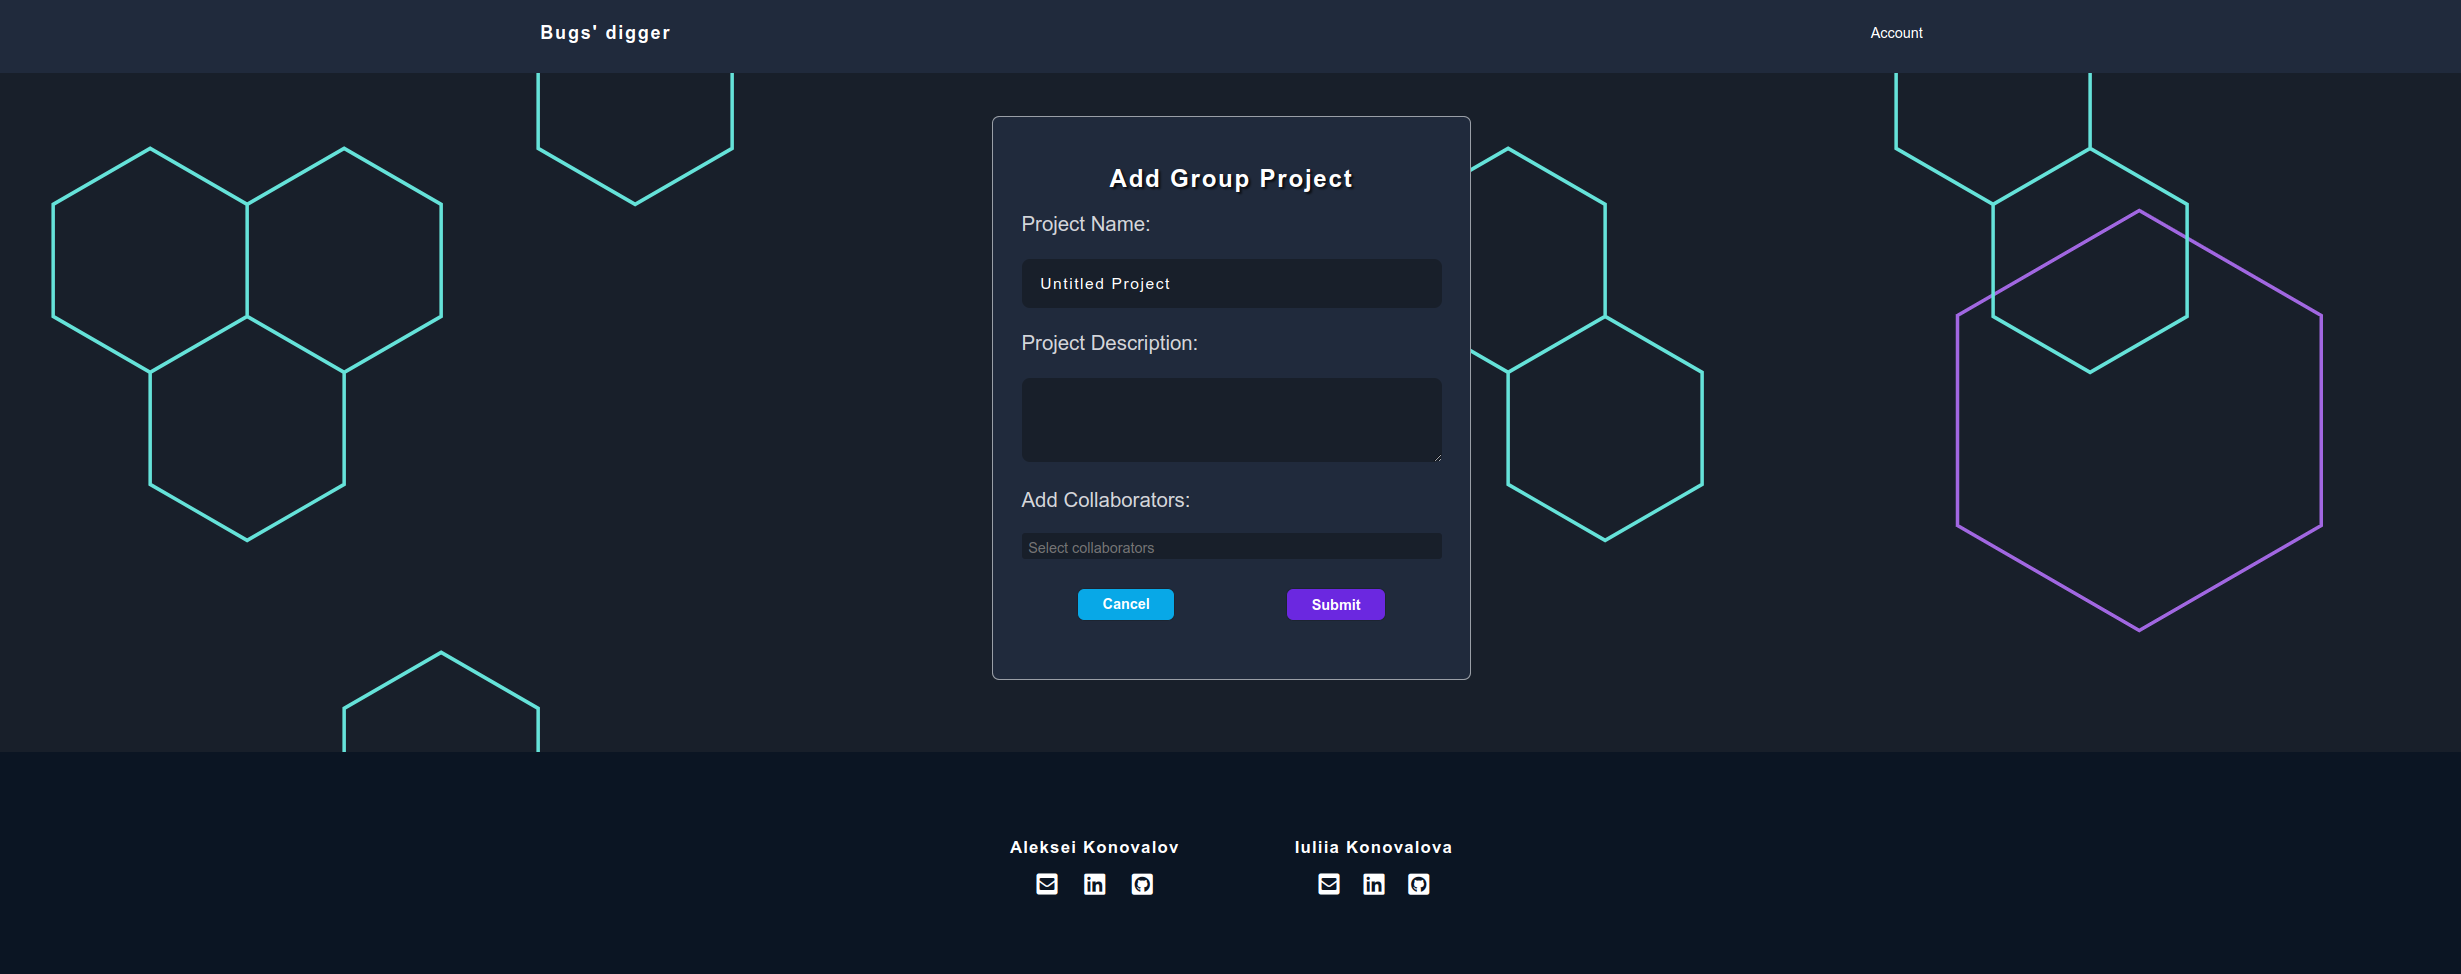 Bugs' digger
Account
Add Group Project
Project Name:
Untitled Project
Project Description:
Add Collaborators:
Select collaborators
Cancel
Submit
Aleksei Konovalov
Iuliia Konovalova